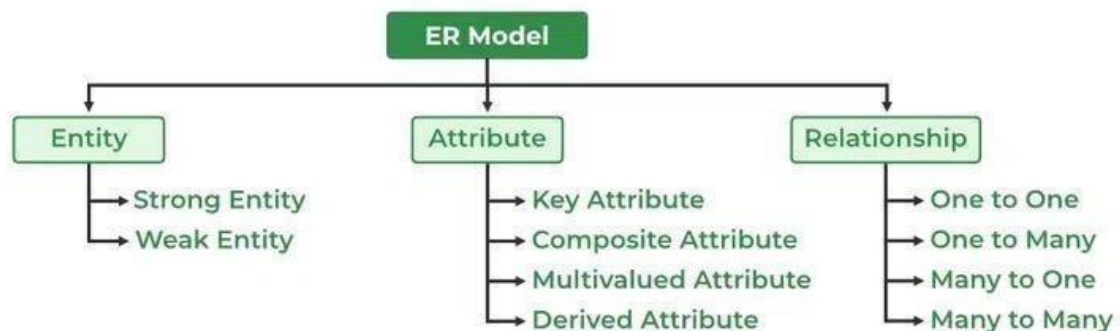 ER Model
Entity
Strong Entity
Weak Entity
Attribute
Key Attribute
Composite Attribute
Multivalued Attribute
Derived Attribute
Relationship
One to One
One to Many
Many to One
Many to Many